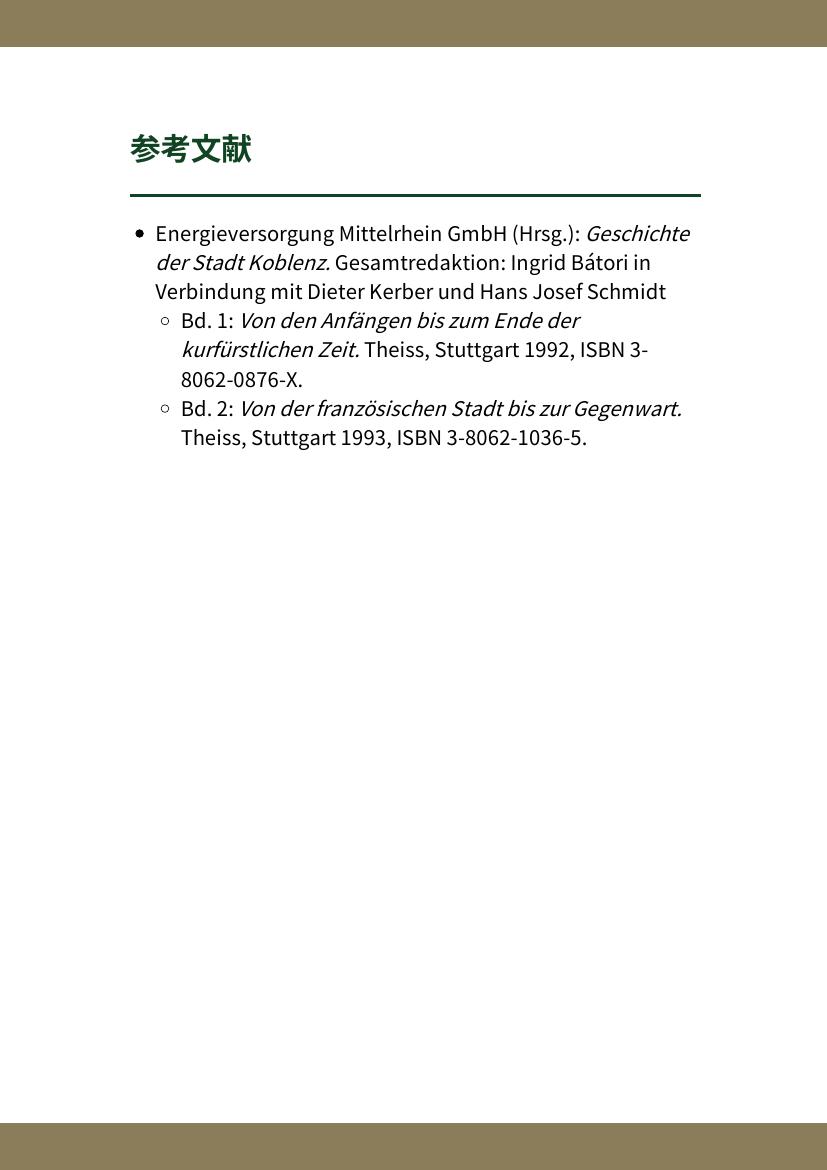 参考文献
Energieversorgung Mittelrhein GmbH (Hrsg.): Geschichte
der Stadt Koblenz. Gesamtredaktion: Ingrid Bátori in
Verbindung mit Dieter Kerber und Hans Josef Schmidt
Bd. 1: Von den Anfängen bis zum Ende der
kurfürstlichen Zeit. Theiss, Stuttgart 1992, ISBN 3-
8062-0876-X.
Bd. 2: Von der französischen Stadt bis zur Gegenwart.
Theiss, Stuttgart 1993, ISBN 3-8062-1036-5.